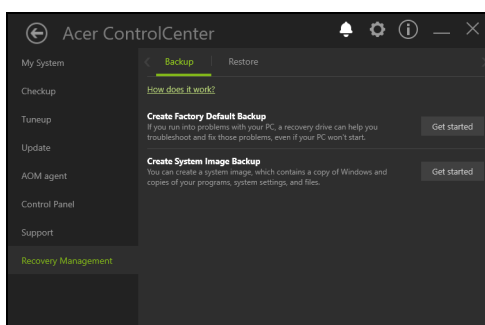 Acer ControlCenter
My System
Checkup
Tuneup
Update
AOM agent
Control Panel
Support
Recovery Management
Backup
Restore
How does it work?
Create Factory Default Backup
If you run into problems with your PC, a recovery drive can help you
troubleshoot and fix those problems, even if your PC won't start.
Get started
Create System Image Backup
You can create a system image, which contains a copy of Windows and
copies of your programs, system settings, and files.
Get started